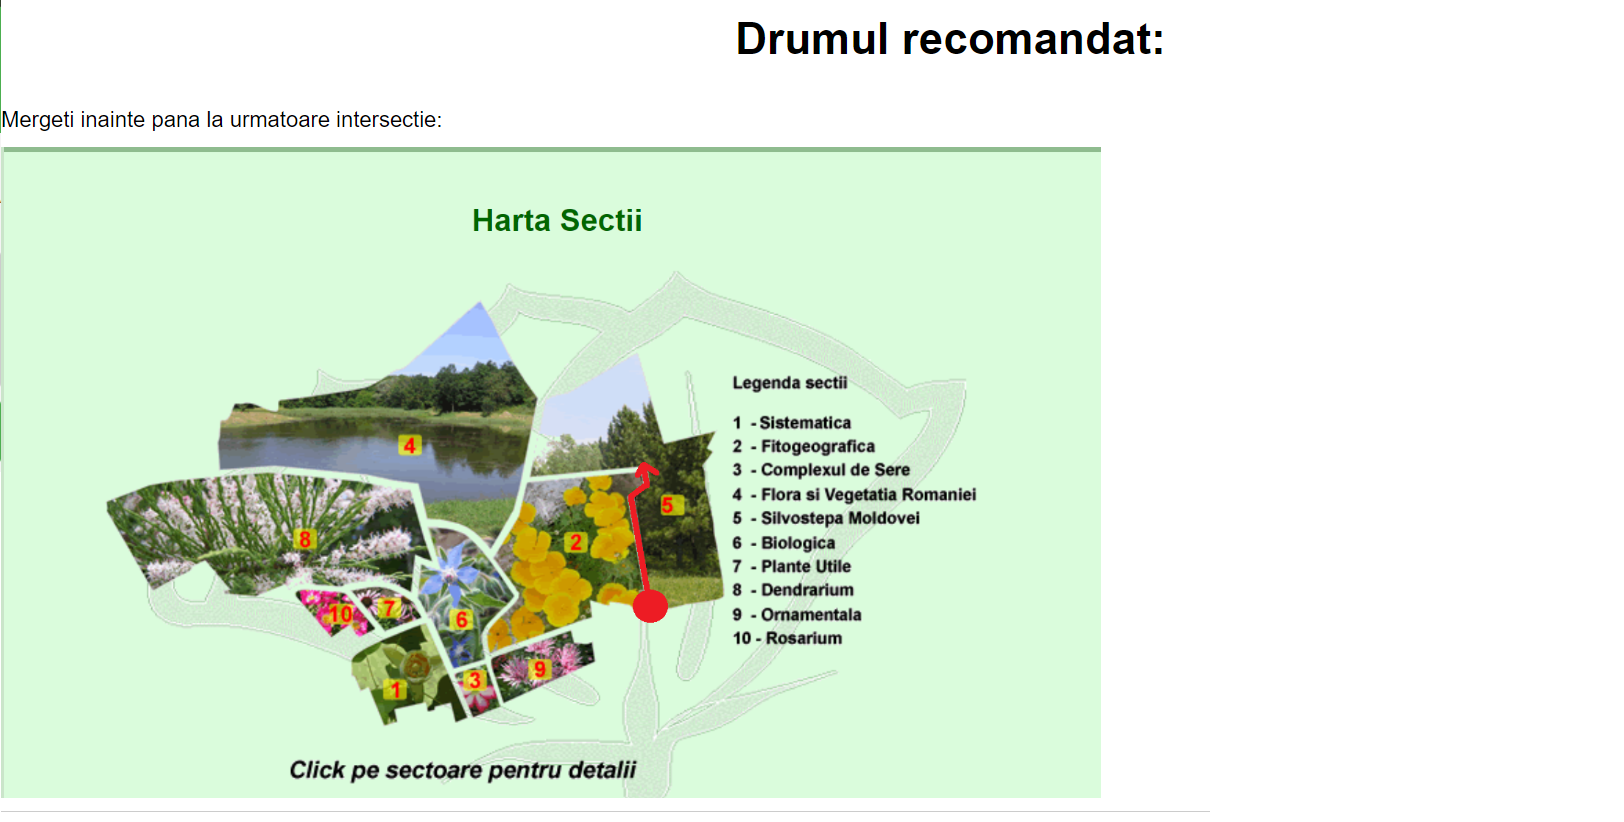 Drumul recomandat:
Mergeti inainte pana la urmatoare intersectie:
Harta Sectii
Legenda sectii
1 - Sistematica
2 - Fitogeografica
3 - Complexul de Sere
4 - Flora si Vegetatia Romaniei
5 - Silvostepa Moldovei
6 - Biologica
7 - Plante Utile
8 - Dendrarium
9 - Ornamentala
10 - Rosarium
4
5
8
2
10
7
6
9
3
1
Click pe sectoare pentru detalii